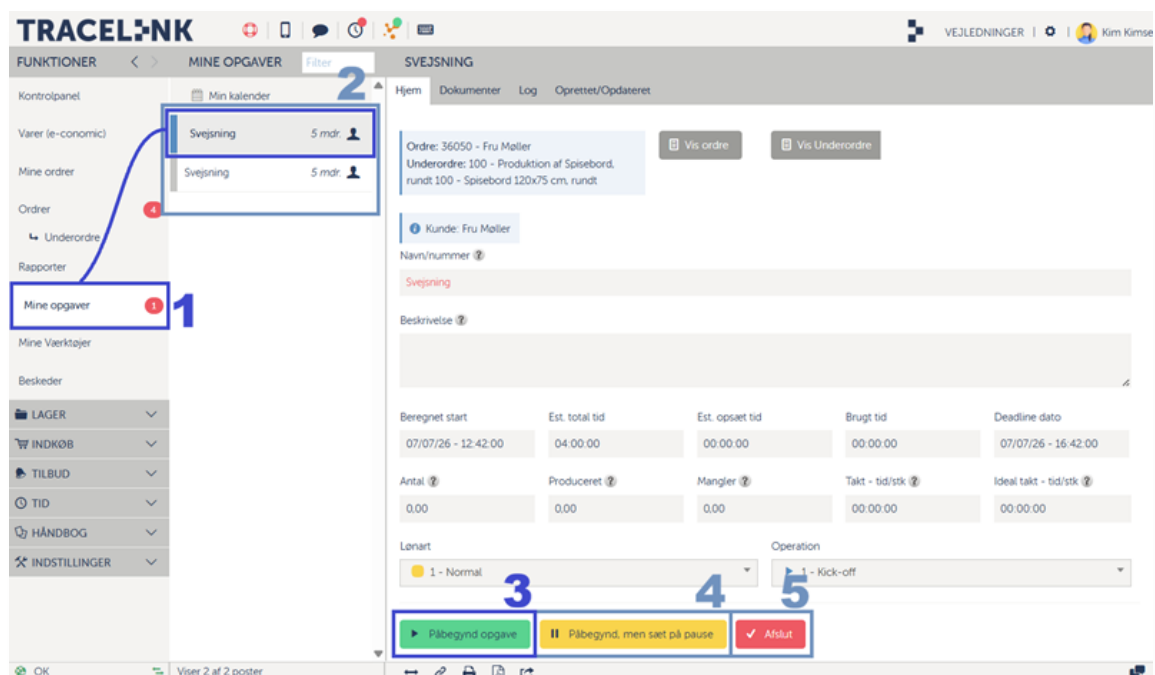 TRACELINK
VEJLEDNINGER
Kim Kimse
FUNKTIONER
MINE OPGAVER
Filter
SVEJSNING
Kontrolpanel
Varer (e-conomic)
Mine ordrer
Ordrer 4
Underordre
Rapporter
Mine opgaver 1
1
Mine Værktøjer
Beskeder
LAGER
INDKØB
TILBUD
TID
HÅNDBOG
INDSTILLINGER
2
Min kalender
Svejsning 5 mdr.
Svejsning 5 mdr.
Hjem Dokumenter Log Oprettet/Opdateret
Ordre: 36050 - Fru Møller
Underordre: 100 - Produktion af Spisebord,
rundt 100 - Spisebord 120x75 cm, rundt
Vis ordre
Vis Underordre
Kunde: Fru Møller
Navn/nummer ?
Svejsning
Beskrivelse ?
Beregnet start Est. total tid Est. opsæt tid Brugt tid Deadline dato
07/07/26 - 12:42:00 04:00:00 00:00:00 00:00:00 07/07/26 - 16:42:00
Antal ? Produceret ? Mangler ? Takt - tid/stk ? Ideal takt - tid/stk ?
0,00 0,00 0,00 00:00:00 00:00:00
Lønart Operation
1 - Normal 1 - Kick-off
3 4 5
Påbegynd opgave Påbegynd, men sæt på pause Afslut
OK Viser 2 af 2 poster